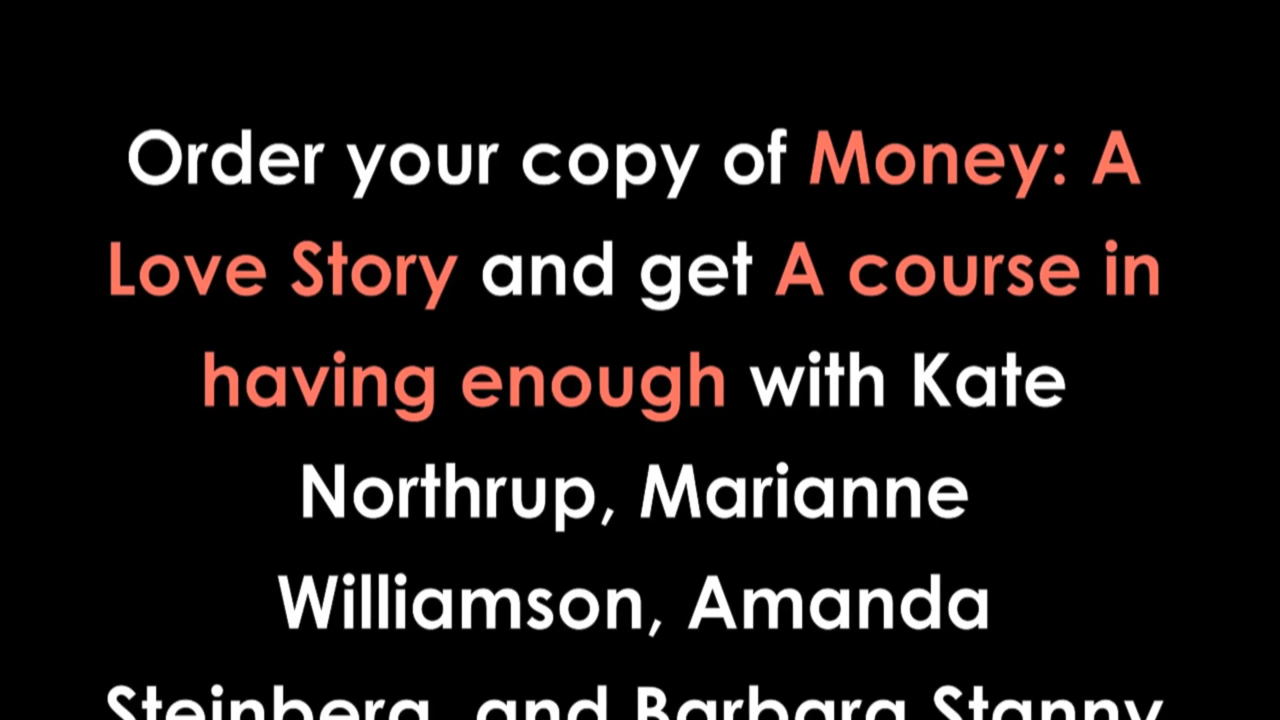 Order your copy of Money: A
Love Story and get A course in
having enough with Kate
Northrup, Marianne
Williamson, Amanda
Steinberg, and Barbara Stanny